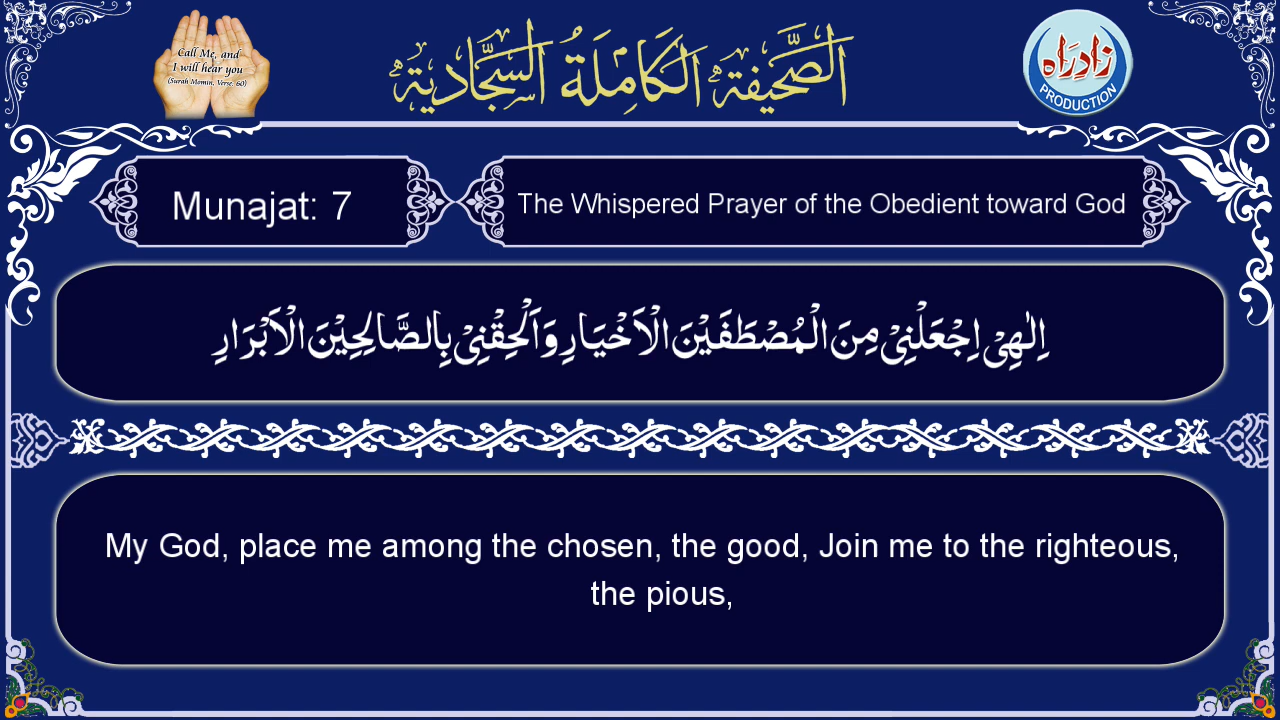 Call Me, and
I will hear you
(Surah Momin, Verse. 60)
الصَّحِيفَةُ الكَامِلَةُ السَّجَّادِيَّةُ
زادِراه
PRODUCTION
Munajat: 7
The Whispered Prayer of the Obedient toward God
اِلٰهِيْ اِجْعَلْنِيْ مِنَ الْمُصْطَفَيْنَ الْاَخْيَارِ وَاَلْحِقْنِيْ بِالصَّالِحِيْنَ الْاَبْرَارِ
My God, place me among the chosen, the good, Join me to the righteous,
the pious,